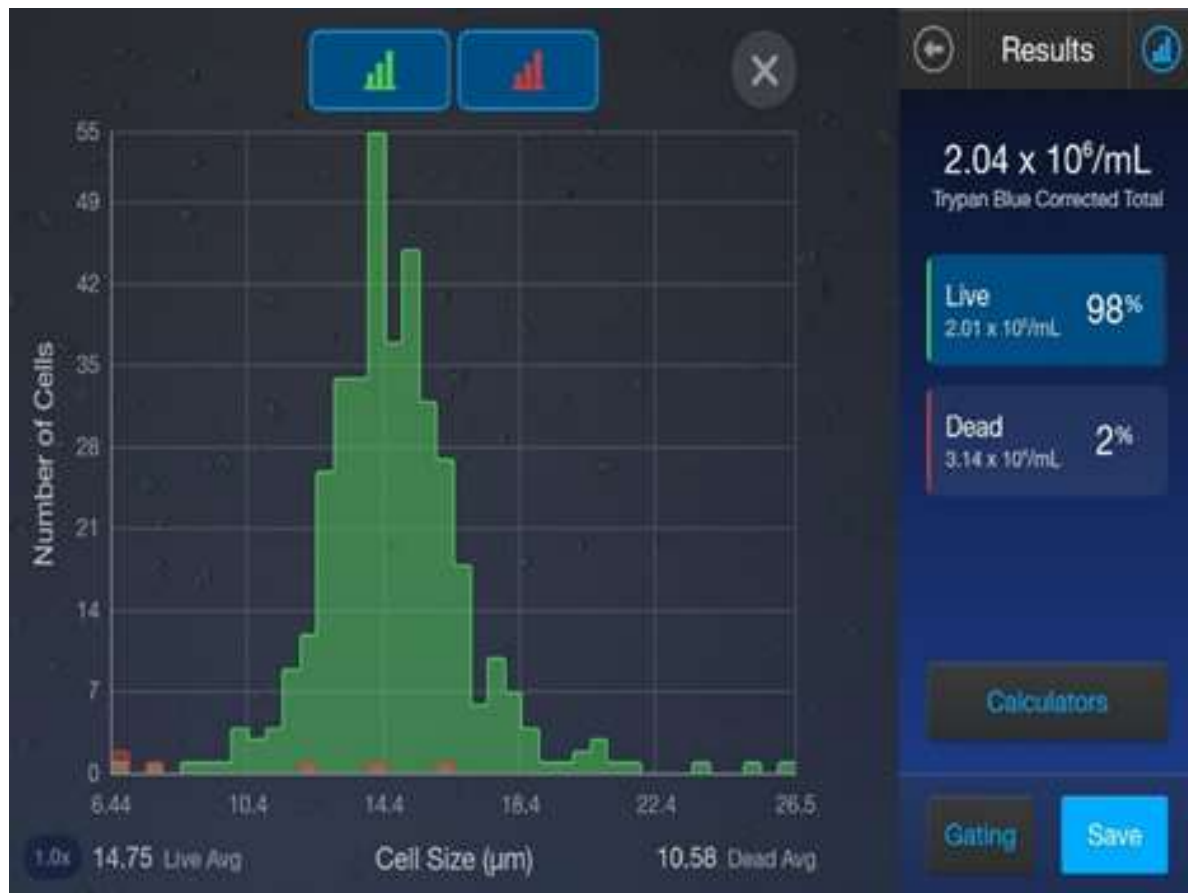 Results
2.04 x 10⁶/mL
Trypan Blue Corrected Total
Live
2.01 x 10⁶/mL
98%
Dead
3.14 x 10⁴/mL
2%
Calculators
Gating
Save
55
49
42
35
28
21
14
7
0
Number of Cells
6.44
10.4
14.4
18.4
22.4
26.5
1.0x
14.75 Live Avg
Cell Size (µm)
10.58 Dead Avg